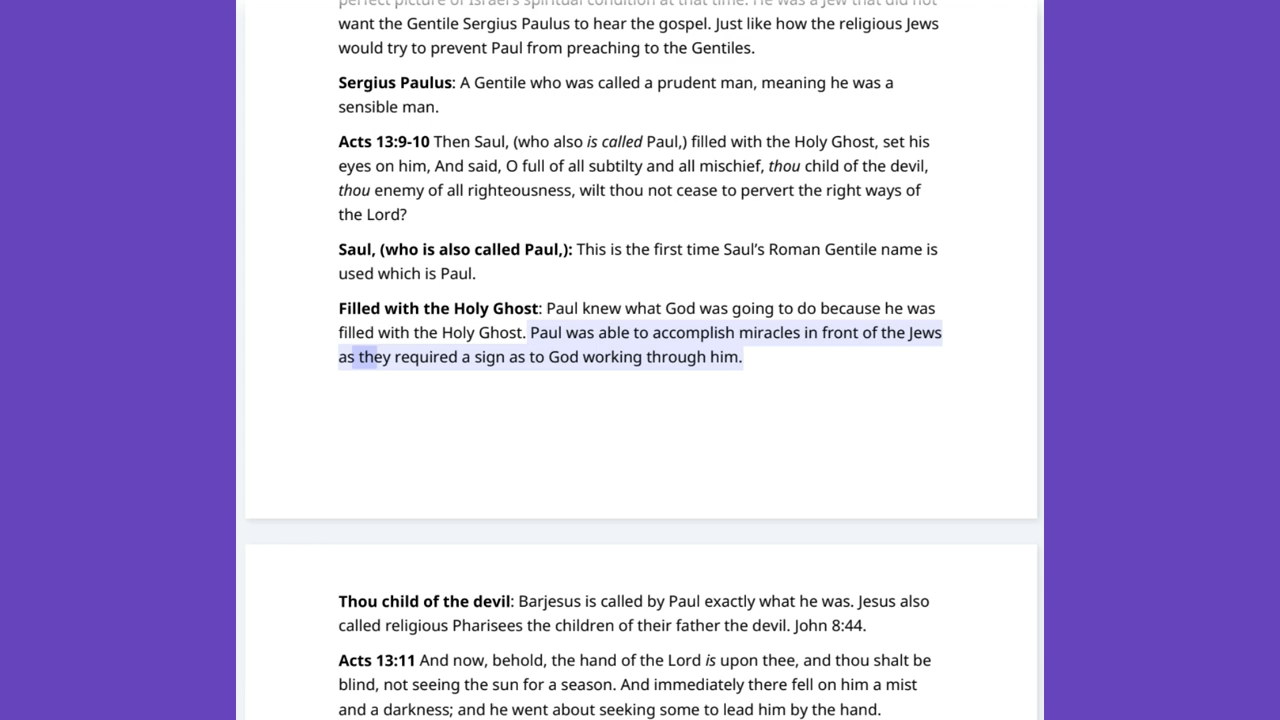 perfect picture of Israel's spiritual condition at that time. He was a Jew that did not
want the Gentile Sergius Paulus to hear the gospel. Just like how the religious Jews
would try to prevent Paul from preaching to the Gentiles.
Sergius Paulus: A Gentile who was called a prudent man, meaning he was a
sensible man.
Acts 13:9-10 Then Saul, (who also is called Paul,) filled with the Holy Ghost, set his
eyes on him, And said, O full of all subtilty and all mischief, thou child of the devil,
thou enemy of all righteousness, wilt thou not cease to pervert the right ways of
the Lord?
Saul, (who is also called Paul,): This is the first time Saul's Roman Gentile name is
used which is Paul.
Filled with the Holy Ghost: Paul knew what God was going to do because he was
filled with the Holy Ghost. Paul was able to accomplish miracles in front of the Jews
as they required a sign as to God working through him.
Thou child of the devil: Barjesus is called by Paul exactly what he was. Jesus also
called religious Pharisees the children of their father the devil. John 8:44.
Acts 13:11 And now, behold, the hand of the Lord is upon thee, and thou shalt be
blind, not seeing the sun for a season. And immediately there fell on him a mist
and a darkness; and he went about seeking some to lead him by the hand.